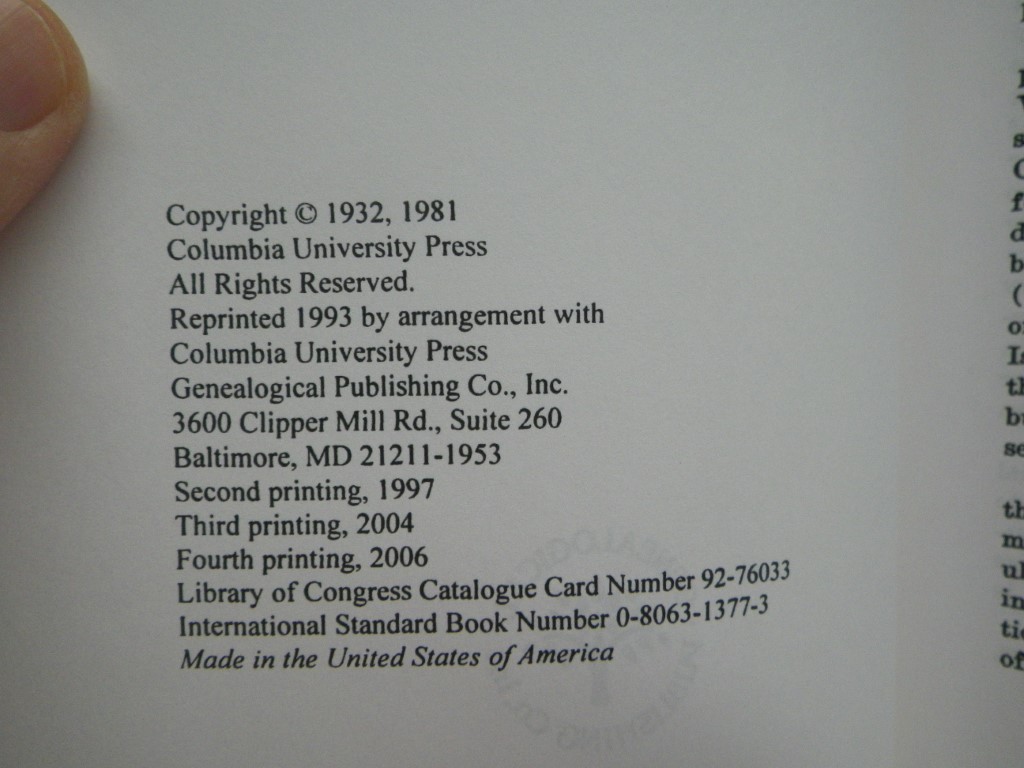 Copyright © 1932, 1981
Columbia University Press
All Rights Reserved.
Reprinted 1993 by arrangement with
Columbia University Press
Genealogical Publishing Co., Inc.
3600 Clipper Mill Rd., Suite 260
Baltimore, MD 21211-1953
Second printing, 1997
Third printing, 2004
Fourth printing, 2006
Library of Congress Catalogue Card Number 92-76033
International Standard Book Number 0-8063-1377-3
Made in the United States of America